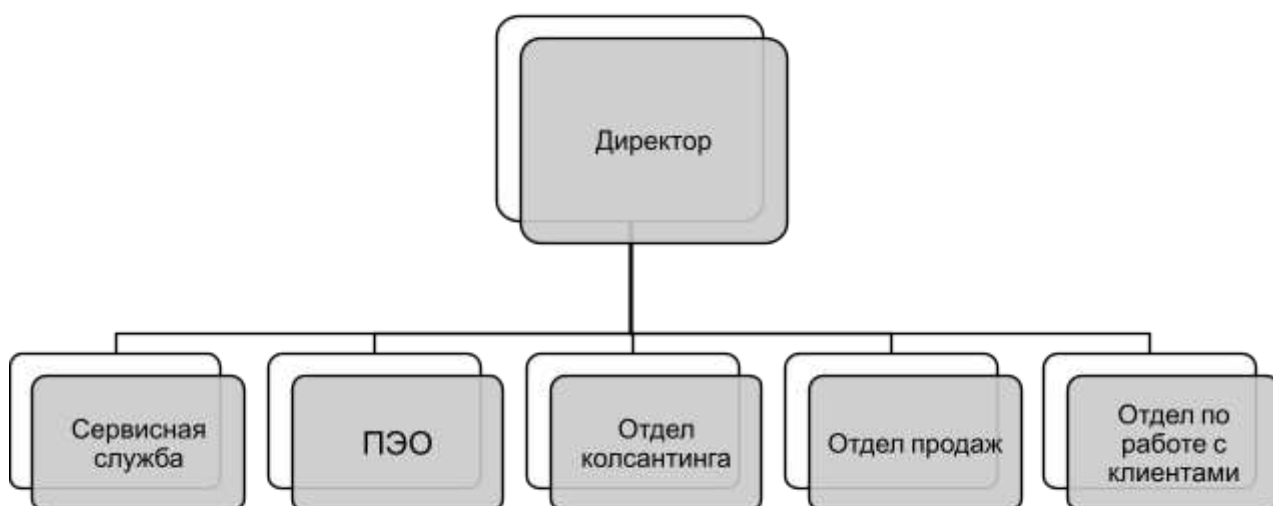 Директор
Сервисная
служба
ПЭО
Отдел
колсантинга
Отдел продаж
Отдел по
работе с
клиентами